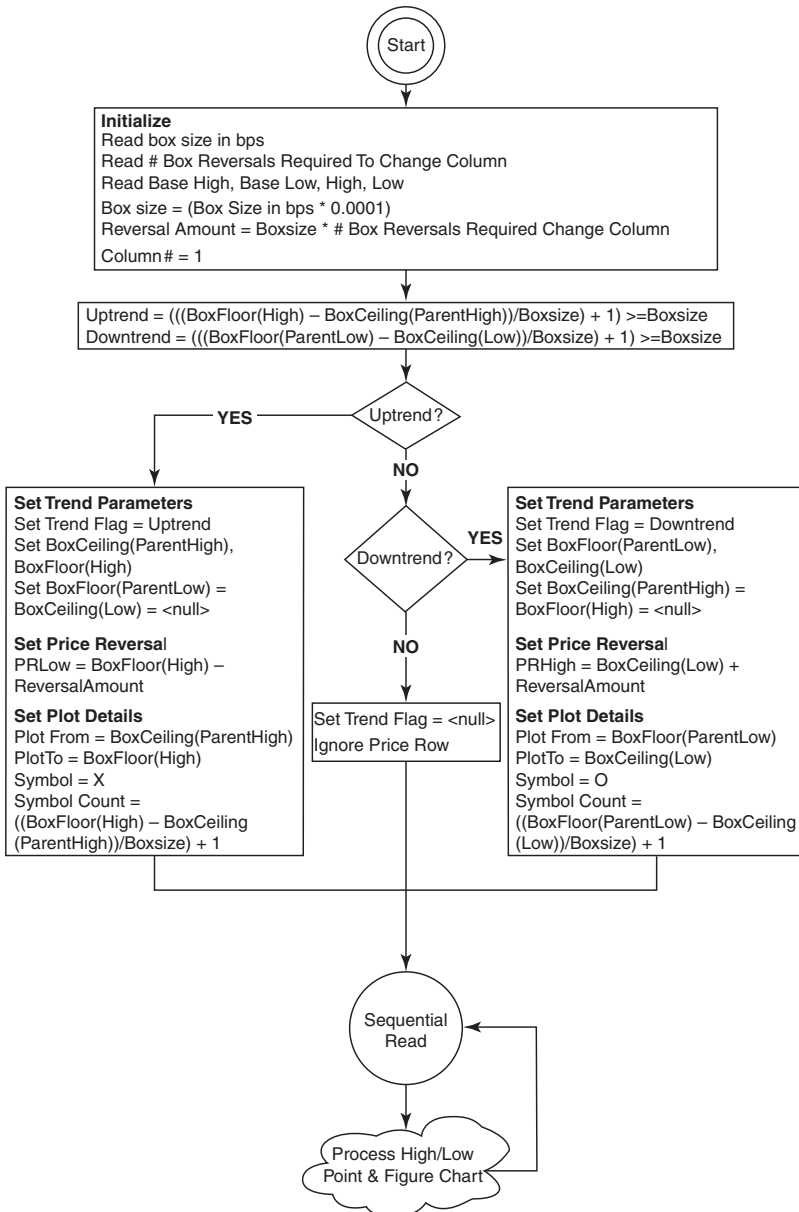 Start
Initialize
Read box size in bps
Read # Box Reversals Required To Change Column
Read Base High, Base Low, High, Low
Box size = (Box Size in bps * 0.0001)
Reversal Amount = Boxsize * # Box Reversals Required Change Column
Column# = 1
Uptrend = (((BoxFloor(High) – BoxCeiling(ParentHigh))/Boxsize) + 1) >=Boxsize
Downtrend = (((BoxFloor(ParentLow) – BoxCeiling(Low))/Boxsize) + 1) >=Boxsize
Uptrend?
YES
NO
Set Trend Parameters
Set Trend Flag = Uptrend
Set BoxCeiling(ParentHigh),
BoxFloor(High)
Set BoxFloor(ParentLow) =
BoxCeiling(Low) = <null>
Set Price Reversal
PRLow = BoxFloor(High) –
ReversalAmount
Set Plot Details
Plot From = BoxCeiling(ParentHigh)
PlotTo = BoxFloor(High)
Symbol = X
Symbol Count =
((BoxFloor(High) – BoxCeiling
(ParentHigh))/Boxsize) + 1
Downtrend?
YES
NO
Set Trend Flag = <null>
Ignore Price Row
Set Trend Parameters
Set Trend Flag = Downtrend
Set BoxFloor(ParentLow),
BoxCeiling(Low)
Set BoxCeiling(ParentHigh) =
BoxFloor(High) = <null>
Set Price Reversal
PRHigh = BoxCeiling(Low) +
ReversalAmount
Set Plot Details
Plot From = BoxFloor(ParentLow)
PlotTo = BoxCeiling(Low)
Symbol = O
Symbol Count =
((BoxFloor(ParentLow) – BoxCeiling
(Low))/Boxsize) + 1
Sequential
Read
Process High/Low
Point & Figure Chart